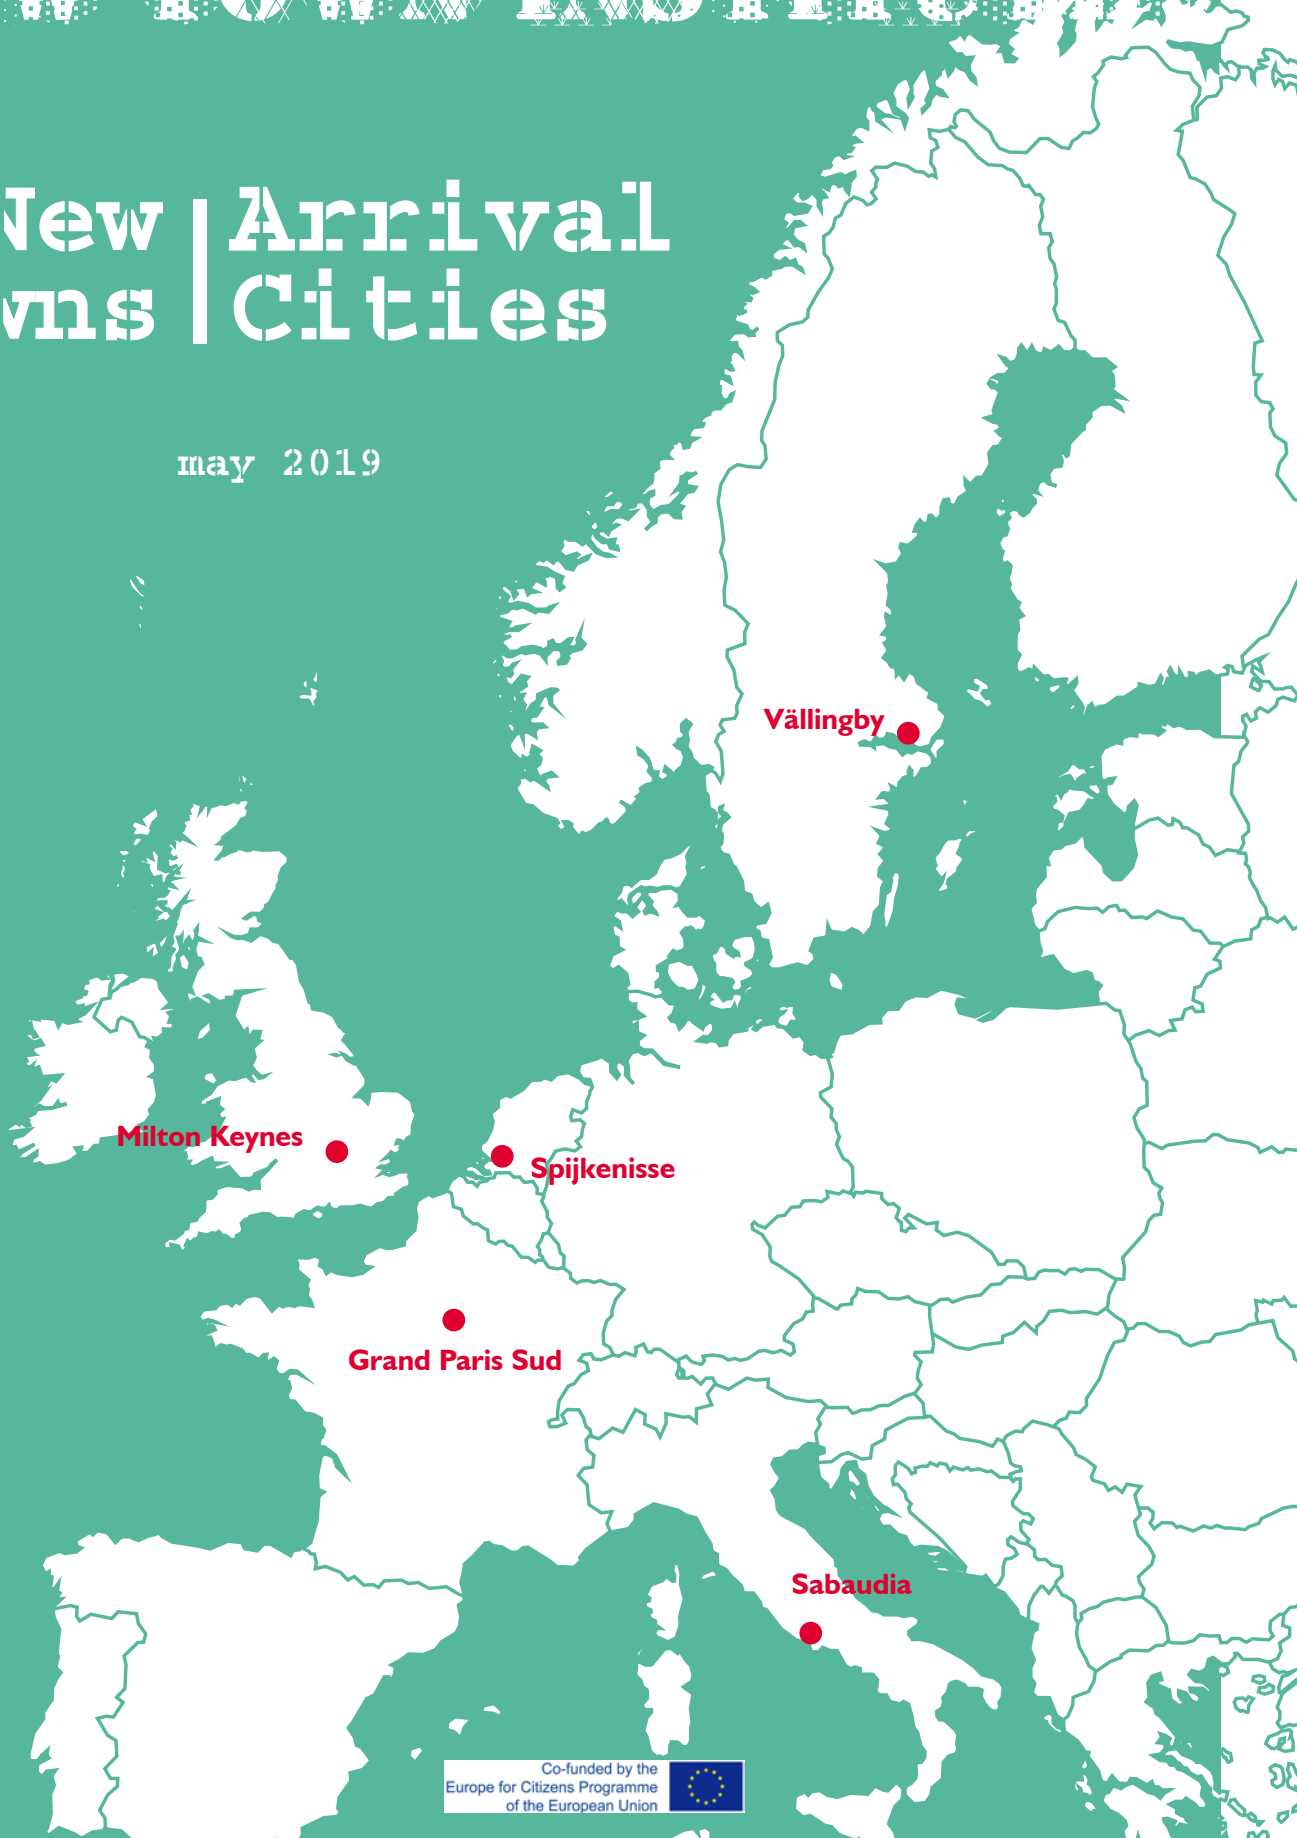 New | Arrival
wns | Cities
may 2019
Vällingby
Milton Keynes
Spijkenisse
Grand Paris Sud
Sabaudia
Co-funded by the
Europe for Citizens Programme
of the European Union